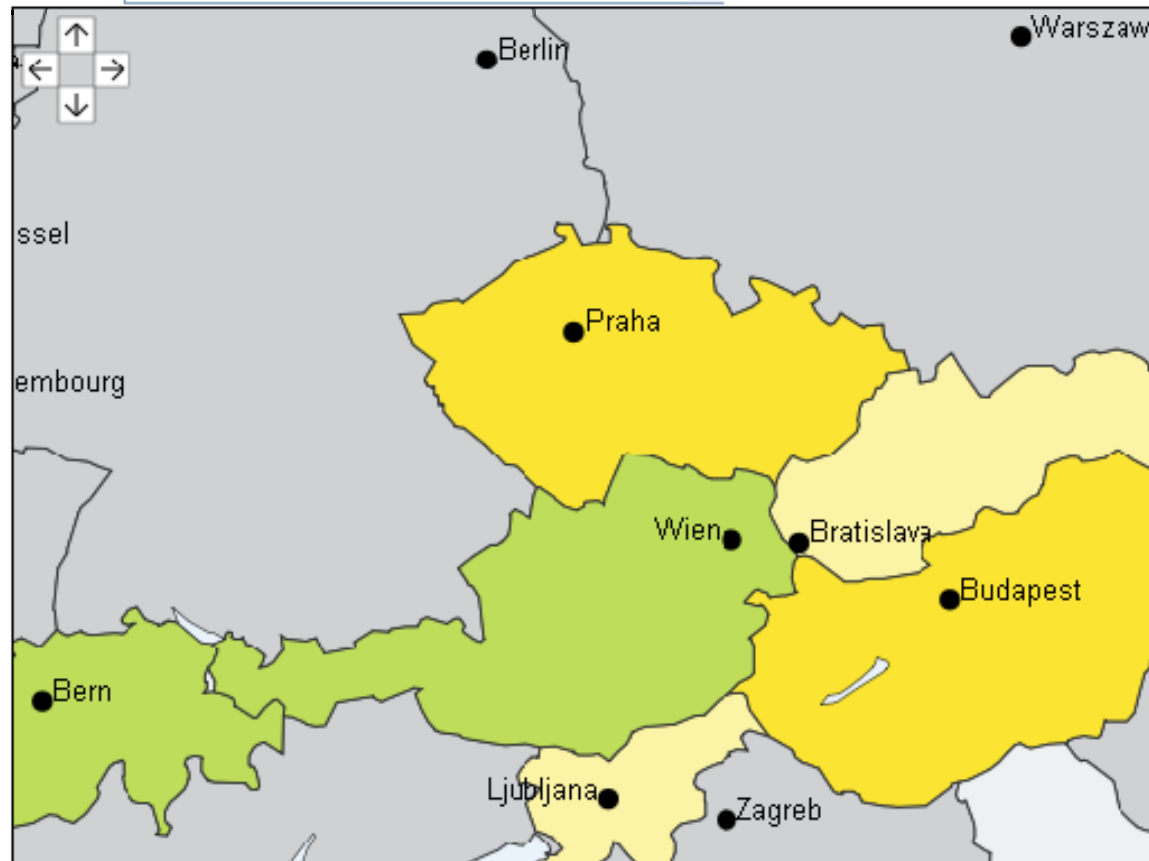 Warszaw
Berlin
ssel
Praha
embourg
Wien
Bratislava
Budapest
Bern
Ljubljana
Zagreb